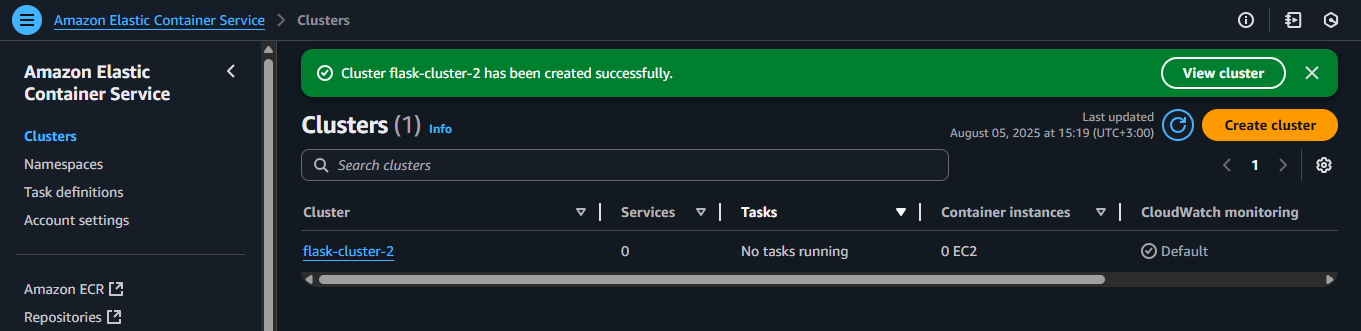 Amazon Elastic Container Service > Clusters
Amazon Elastic
Container Service
Clusters
Namespaces
Task definitions
Account settings
Amazon ECR
Repositories
Cluster flask-cluster-2 has been created successfully.
View cluster
Clusters (1) Info
Last updated
August 05, 2025 at 15:19 (UTC+3:00)
Create cluster
Search clusters
1
Cluster Services Tasks Container instances CloudWatch monitoring
flask-cluster-2 0 No tasks running 0 EC2 Default